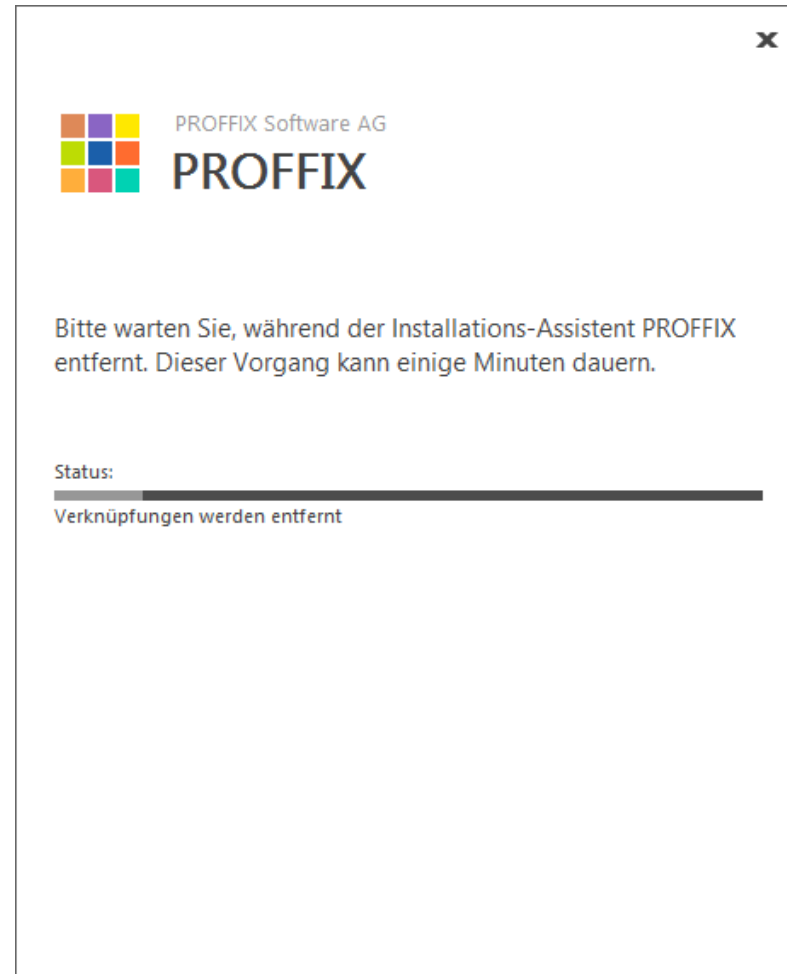 PROFFIX Software AG
PROFFIX
Bitte warten Sie, während der Installations-Assistent PROFFIX
entfernt. Dieser Vorgang kann einige Minuten dauern.
Status:
Verknüpfungen werden entfernt